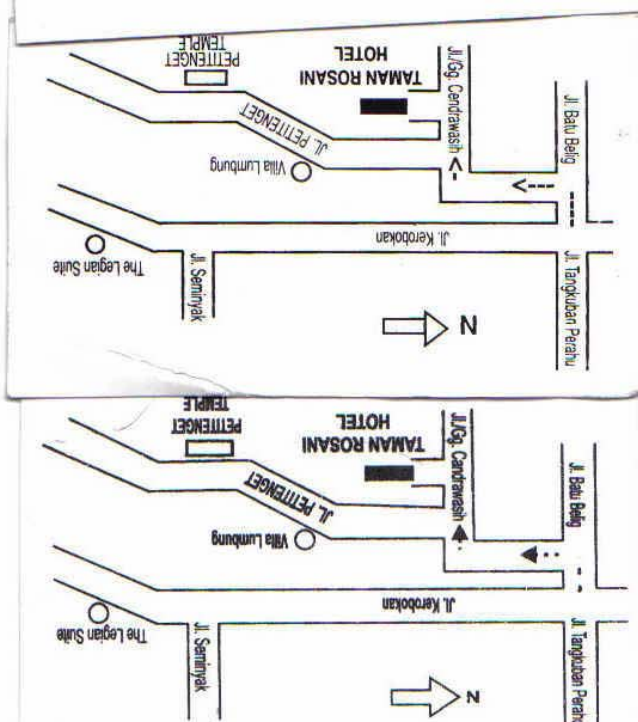 PETITENGET
TEMPLE
TAMAN ROSANI
HOTEL
Jl./Gg. Cendrawasih
Jl. Batu Belig
JL. PETITENGET
Villa Lumbung
Jl. Kerobokan
The Legian Suite
Jl. Seminyak
N
Jl. Tangkuban Perahu
PETITENGET
TEMPLE
TAMAN ROSANI
HOTEL
Jl./Gg. Candrawasih
Jl. Batu Belig
JL. PETITENGET
Villa Lumbung
Jl. Kerobokan
The Legian Suite
Jl. Seminyak
N
Jl. Tangkuban Perahu